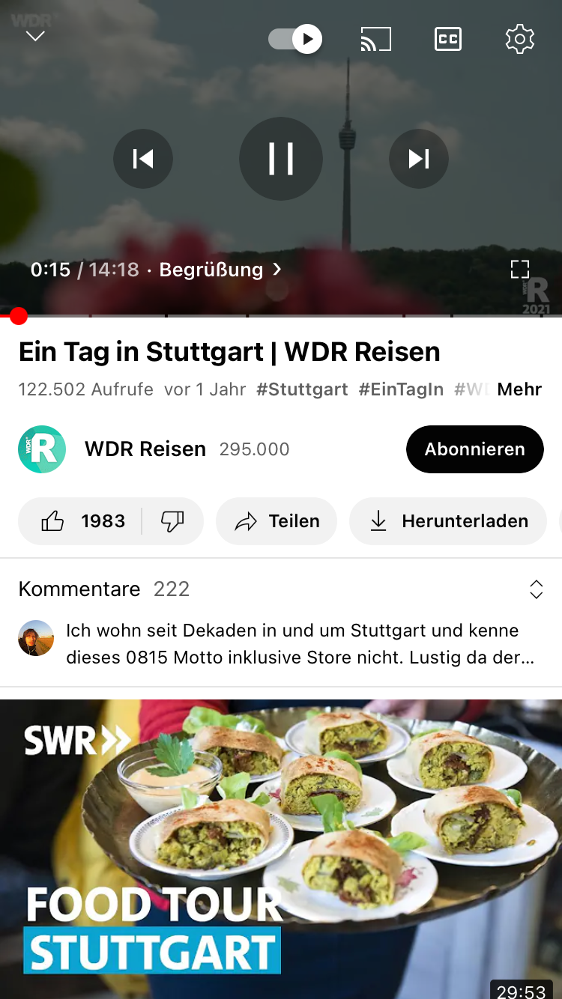 WDR
CC
0:15 / 14:18 · Begrüßung
WDR R
2021
Ein Tag in Stuttgart | WDR Reisen
122.502 Aufrufe vor 1 Jahr #Stuttgart #EinTagIn #W Mehr
WDR R
WDR Reisen 295.000 Abonnieren
1983 Teilen Herunterladen
Kommentare 222
Ich wohn seit Dekaden in und um Stuttgart und kenne
dieses 0815 Motto inklusive Store nicht. Lustig da der...
SWR
FOOD TOUR
STUTTGART
29:53